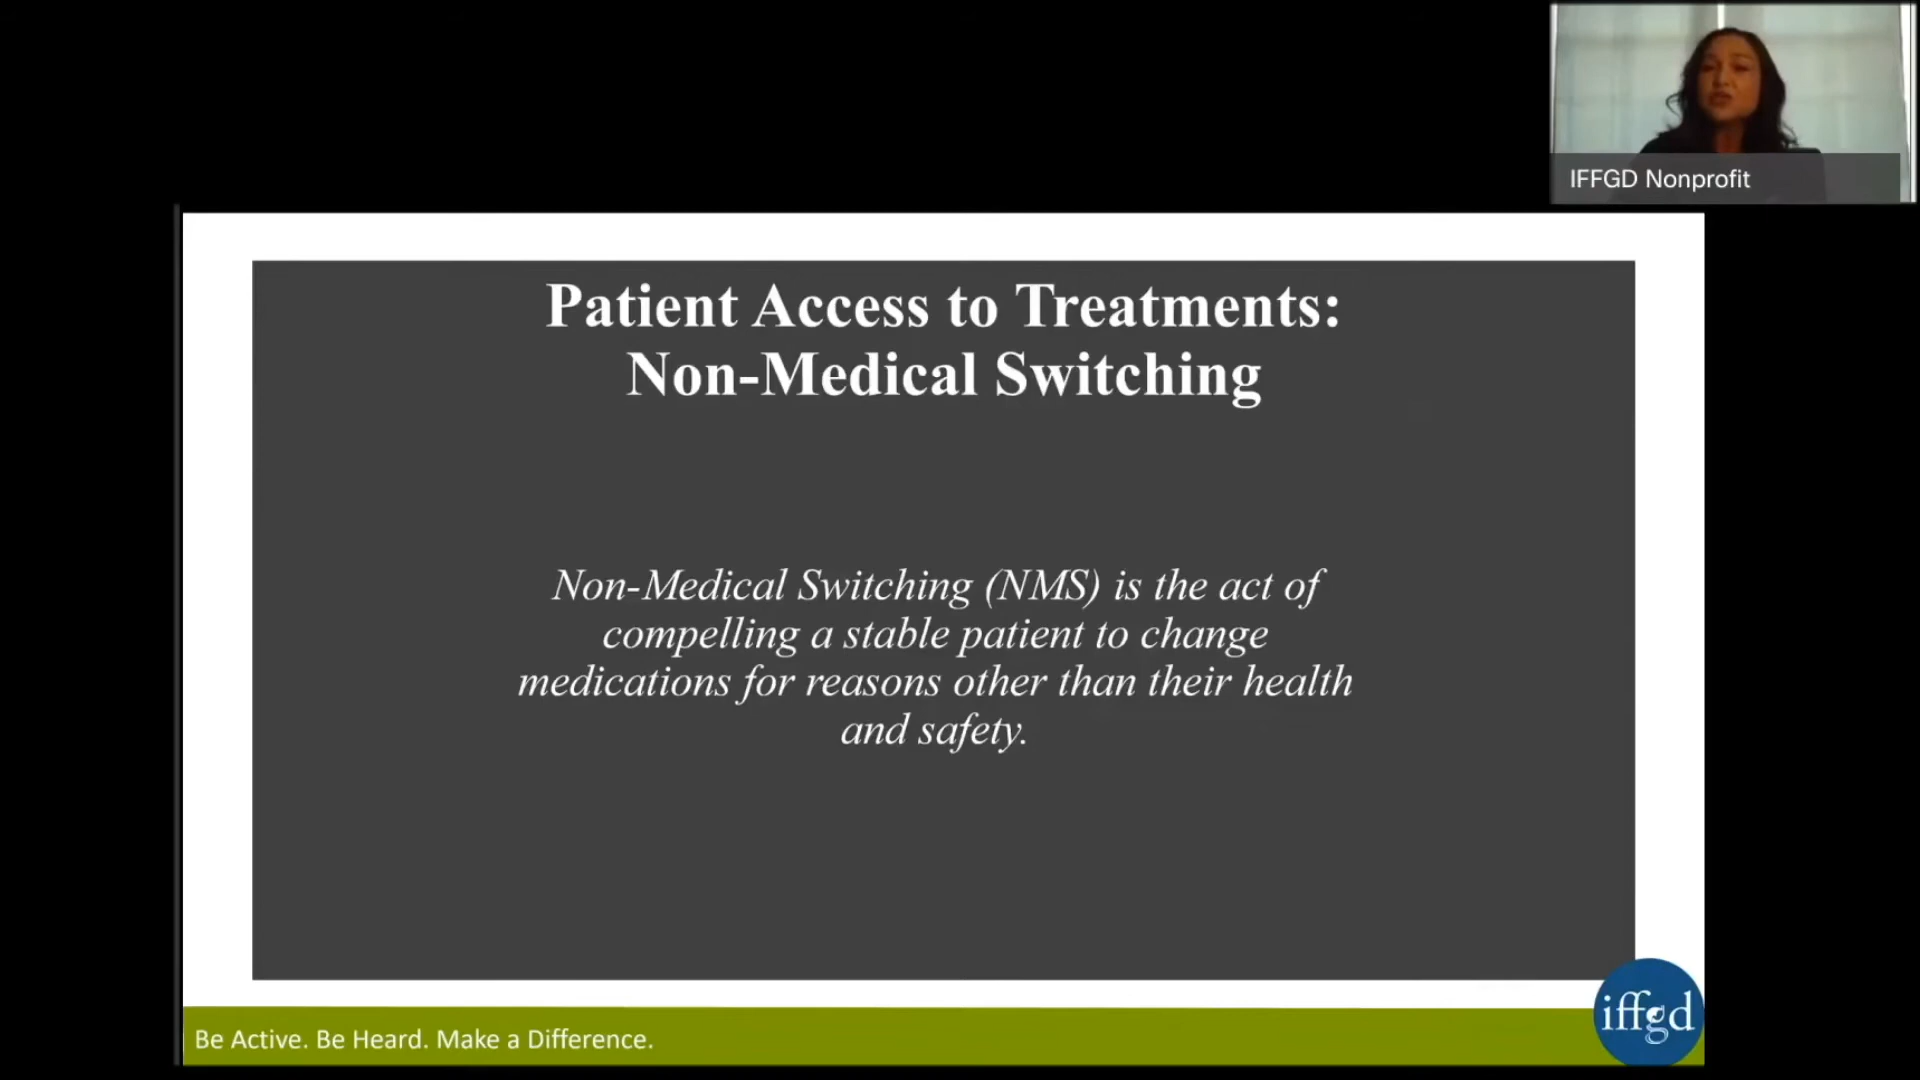 IFFGD Nonprofit
Patient Access to Treatments:
Non-Medical Switching
Non-Medical Switching (NMS) is the act of
compelling a stable patient to change
medications for reasons other than their health
and safety.
Be Active. Be Heard. Make a Difference.
iffgd